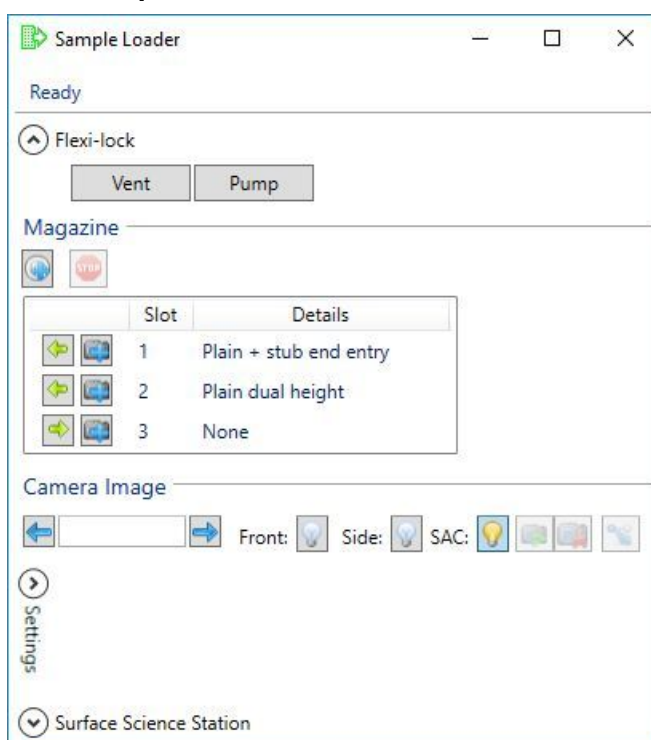 Sample Loader
Ready
Flexi-lock
Vent Pump
Magazine
STOP
Slot Details
1 Plain + stub end entry
2 Plain dual height
3 None
Camera Image
Front: Side: SAC:
Settings
Surface Science Station